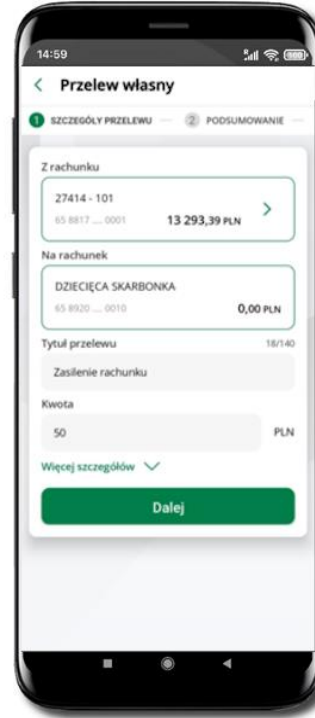 14:59
Przelew własny
1 SZCZEGÓŁY PRZELEWU 2 PODSUMOWANIE
Z rachunku
27414 - 101
65 8817 .... 0001 13 293,39 PLN
Na rachunek
DZIECIĘCA SKARBONKA
65 8920 .... 0010 0,00 PLN
Tytuł przelewu 18/140
Zasilenie rachunku
Kwota
50 PLN
Więcej szczegółów
Dalej